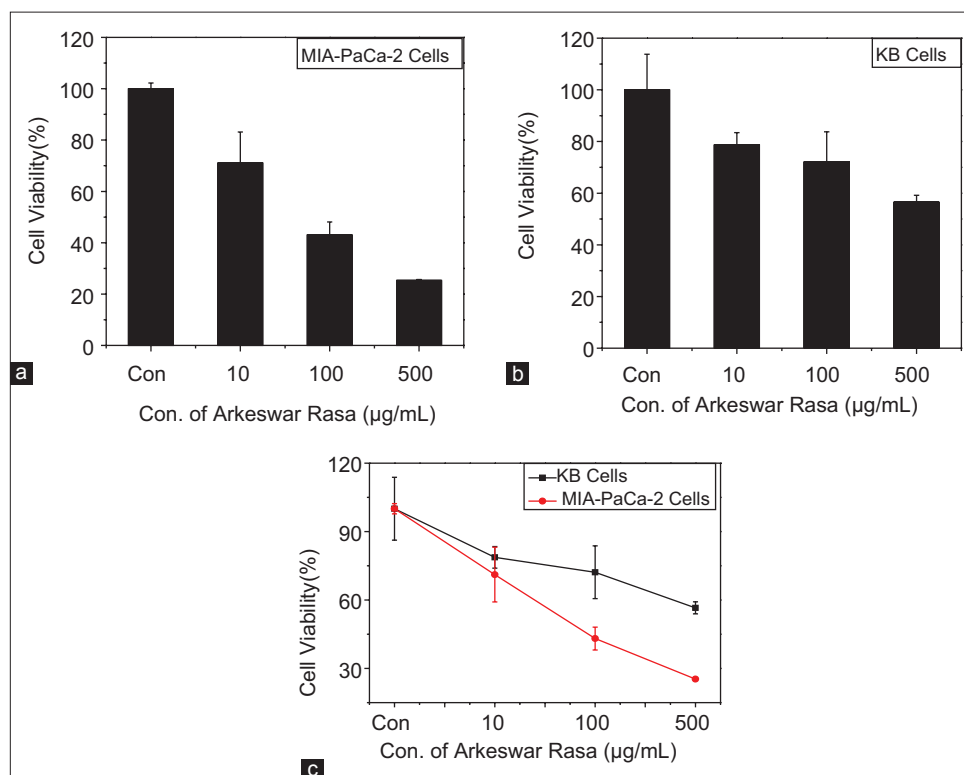 120
100
80
60
40
20
0
Cell Viability(%)
MIA-PaCa-2 Cells
Con 10 100 500
Con. of Arkeswar Rasa (µg/mL)
a
120
100
80
60
40
20
0
Cell Viability(%)
KB Cells
Con 10 100 500
Con. of Arkeswar Rasa (µg/mL)
b
120
90
60
30
Cell Viability(%)
KB Cells
MIA-PaCa-2 Cells
Con 10 100 500
Con. of Arkeswar Rasa (µg/mL)
c